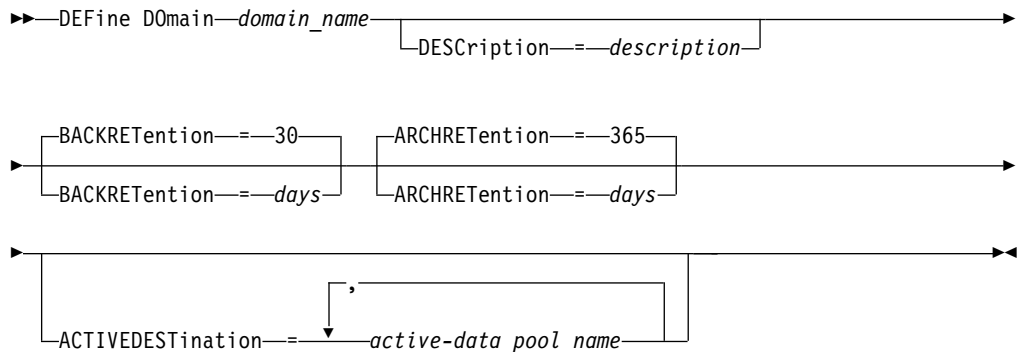 DEFine DOmain domain_name
DESCription = description
BACKRETention = 30 ARCHRETention = 365
BACKRETention = days ARCHRETention = days
,
ACTIVEDESTination = active-data pool name